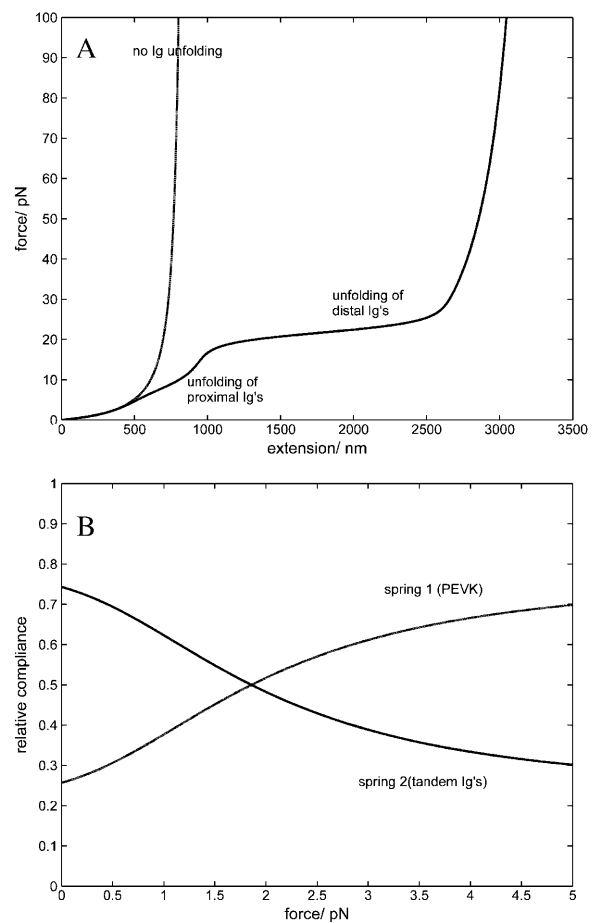 100
90
80
70
60
50
40
30
20
10
0
force/ pN
A
no Ig unfolding
unfolding of
distal Ig's
unfolding of
proximal Ig's
0 500 1000 1500 2000 2500 3000 3500
extension/ nm
1
0.9
0.8
0.7
0.6
0.5
0.4
0.3
0.2
0.1
0
relative compliance
B
spring 1 (PEVK)
spring 2(tandem Ig's)
0 0.5 1 1.5 2 2.5 3 3.5 4 4.5 5
force/ pN